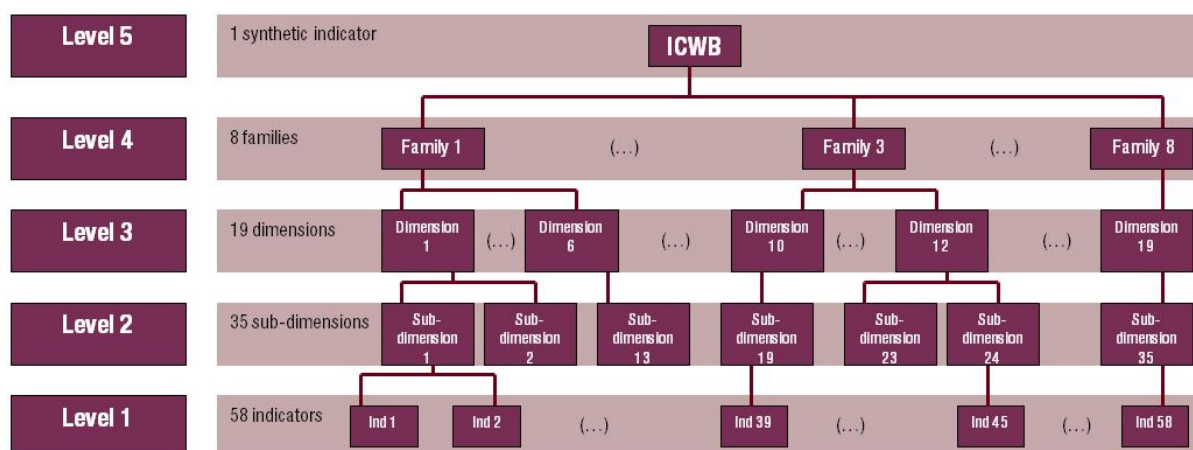 Level 5
1 synthetic indicator
ICWB
Level 4
8 families
Family 1
(...)
Family 3
(...)
Family 8
Level 3
19 dimensions
Dimension
1
(...)
Dimension
6
(...)
Dimension
10
(...)
Dimension
12
(...)
Dimension
19
Level 2
35 sub-dimensions
Sub-
dimension
1
Sub-
dimension
2
Sub-
dimension
13
Sub-
dimension
19
Sub-
dimension
23
Sub-
dimension
24
Sub-
dimension
35
Level 1
58 indicators
Ind 1
Ind 2
(...)
Ind 39
(...)
Ind 45
(...)
Ind 58